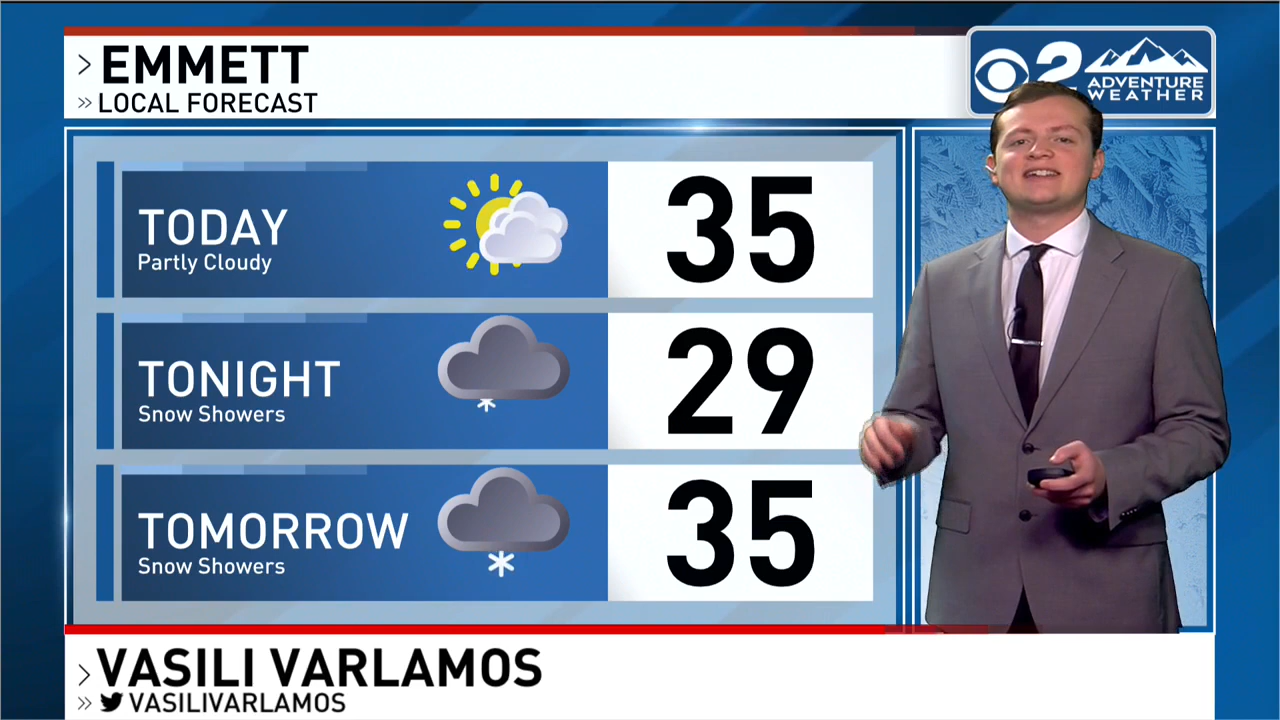 EMMETT
LOCAL FORECAST
2
ADVENTURE
WEATHER
TODAY
Partly Cloudy
35
TONIGHT
Snow Showers
29
TOMORROW
Snow Showers
35
VASILI VARLAMOS
VASILIVARLAMOS